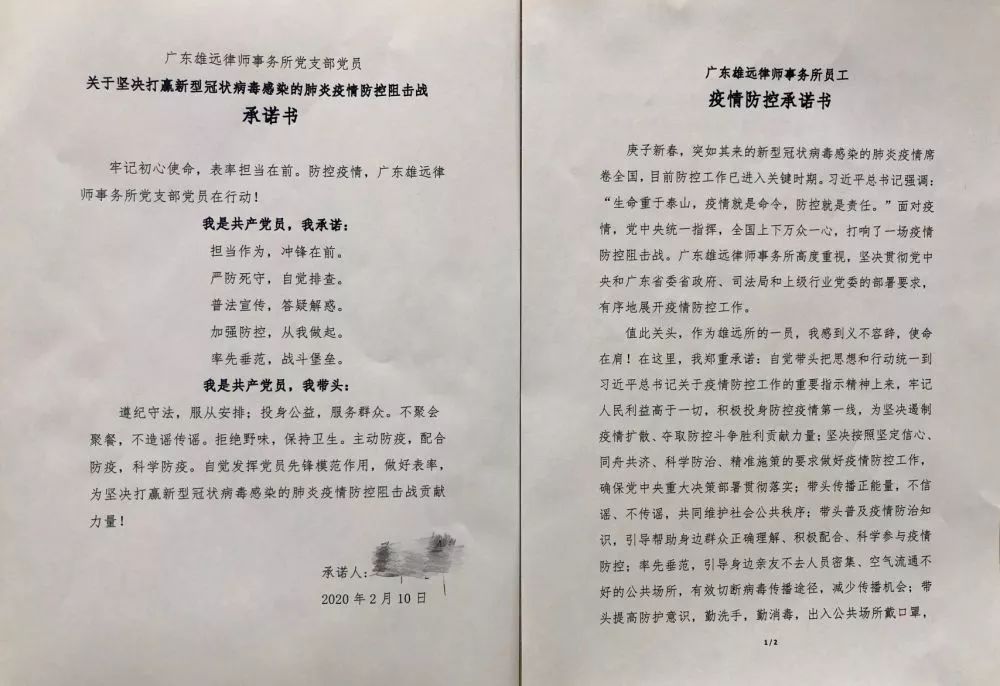 广东雄远律师事务所党支部党员
关于坚决打赢新型冠状病毒感染的肺炎疫情防控阻击战
承诺书
牢记初心使命，表率担当在前。防控疫情，广东雄远律
师事务所党支部党员在行动！
我是共产党员，我承诺：
担当作为，冲锋在前。
严防死守，自觉排查。
普法宣传，答疑解惑。
加强防控，从我做起。
率先垂范，战斗堡垒。
我是共产党员，我带头：
遵纪守法，服从安排；投身公益，服务群众。不聚会
聚餐，不造谣传谣。拒绝野味，保持卫生。主动防疫，配合
防疫，科学防疫。自觉发挥党员先锋模范作用，做好表率，
为坚决打赢新型冠状病毒感染的肺炎疫情防控阻击战贡献
力量！
承诺人：
2020年2月10日
广东雄远律师事务所员工
疫情防控承诺书
庚子新春，突如其来的新型冠状病毒感染的肺炎疫情席
卷全国，目前防控工作已进入关键时期。习近平总书记强调：
“生命重于泰山，疫情就是命令，防控就是责任。”面对疫
情，党中央统一指挥，全国上下万众一心，打响了一场疫情
防控阻击战。广东雄远律师事务所高度重视，坚决贯彻党中
央和广东省委省政府、司法局和上级行业党委的部署要求，
有序地展开疫情防控工作。
值此关头，作为雄远所的一员，我感到义不容辞，使命
在肩！在这里，我郑重承诺：自觉带头把思想和行动统一到
习近平总书记关于疫情防控工作的重要指示精神上来，牢记
人民利益高于一切，积极投身防控疫情第一线，为坚决遏制
疫情扩散、夺取防控斗争胜利贡献力量；坚决按照坚定信心、
同舟共济、科学防治、精准施策的要求做好疫情防控工作，
确保党中央重大决策部署贯彻落实；带头传播正能量，不信
谣、不传谣，共同维护社会公共秩序；带头普及疫情防治知
识，引导帮助身边群众正确理解、积极配合、科学参与疫情
防控；率先垂范，引导身边亲友不去人员密集、空气流通不
好的公共场所，有效切断病毒传播途径，减少传播机会；带
头提高防护意识，勤洗手，勤消毒，出入公共场所戴口罩，
1/2